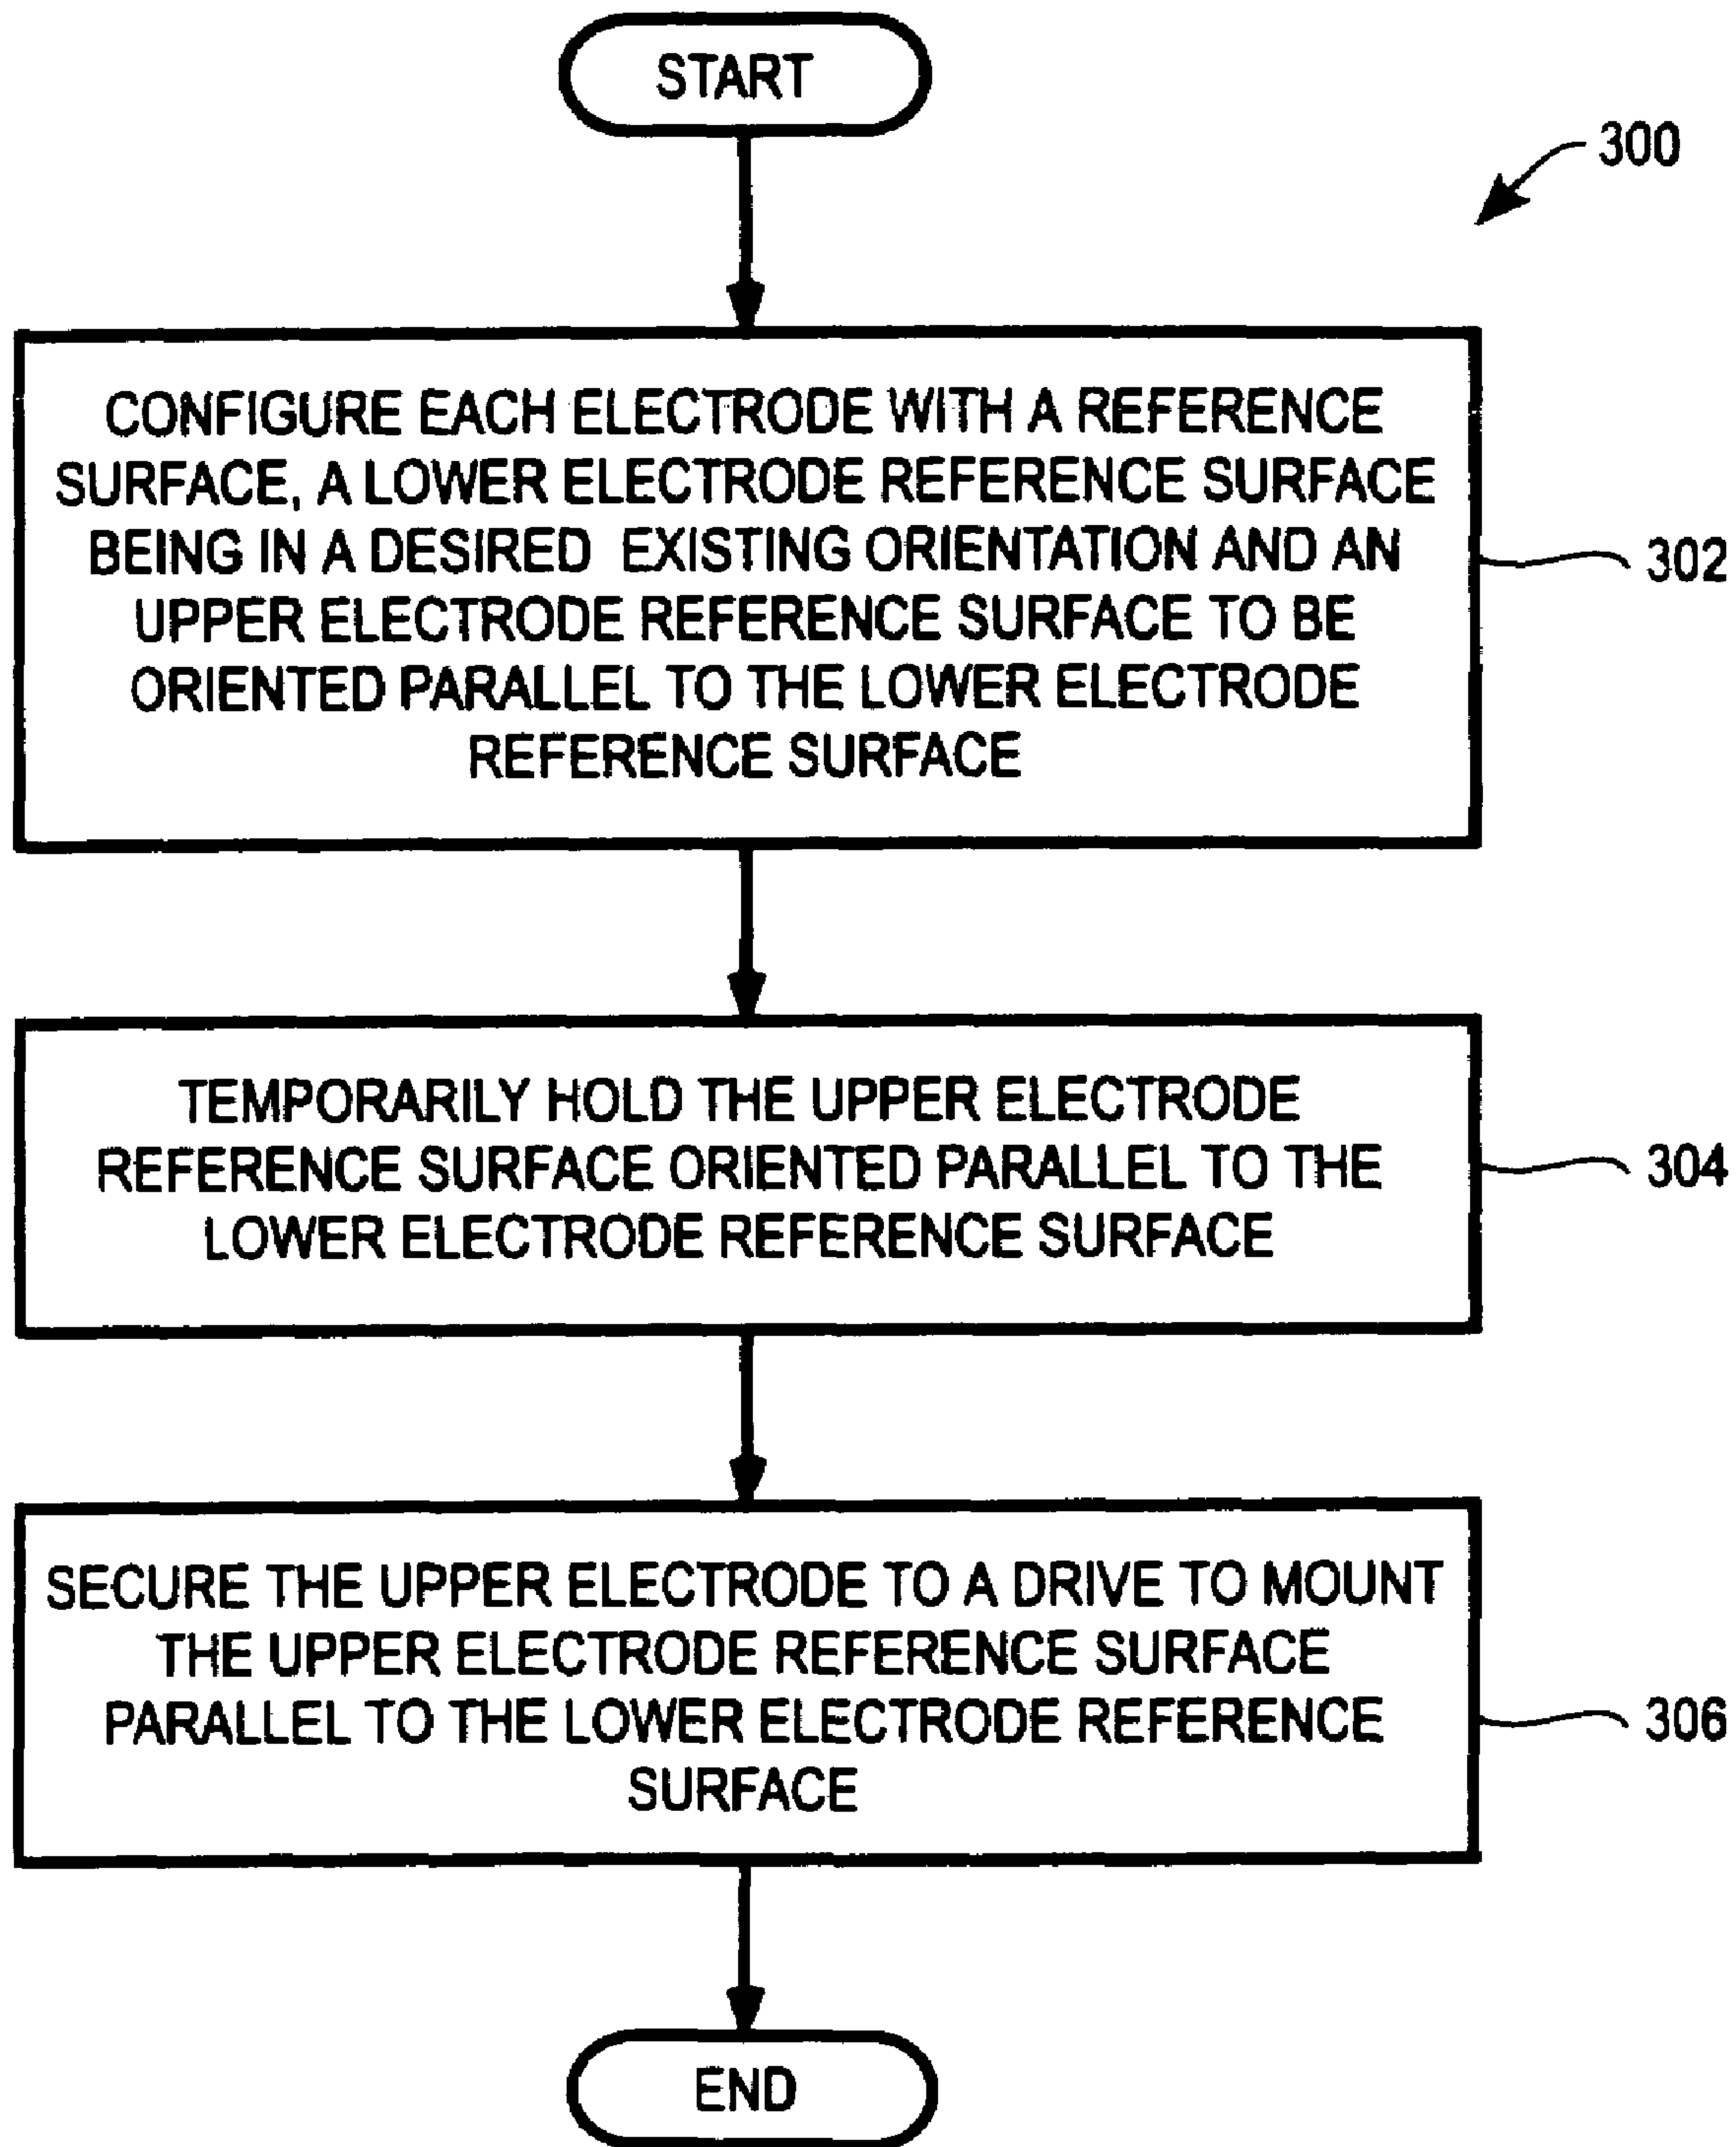 START
300
CONFIGURE EACH ELECTRODE WITH A REFERENCE
SURFACE, A LOWER ELECTRODE REFERENCE SURFACE
BEING IN A DESIRED EXISTING ORIENTATION AND AN
UPPER ELECTRODE REFERENCE SURFACE TO BE
ORIENTED PARALLEL TO THE LOWER ELECTRODE
REFERENCE SURFACE
302
TEMPORARILY HOLD THE UPPER ELECTRODE
REFERENCE SURFACE ORIENTED PARALLEL TO THE
LOWER ELECTRODE REFERENCE SURFACE
304
SECURE THE UPPER ELECTRODE TO A DRIVE TO MOUNT
THE UPPER ELECTRODE REFERENCE SURFACE
PARALLEL TO THE LOWER ELECTRODE REFERENCE
SURFACE
306
END